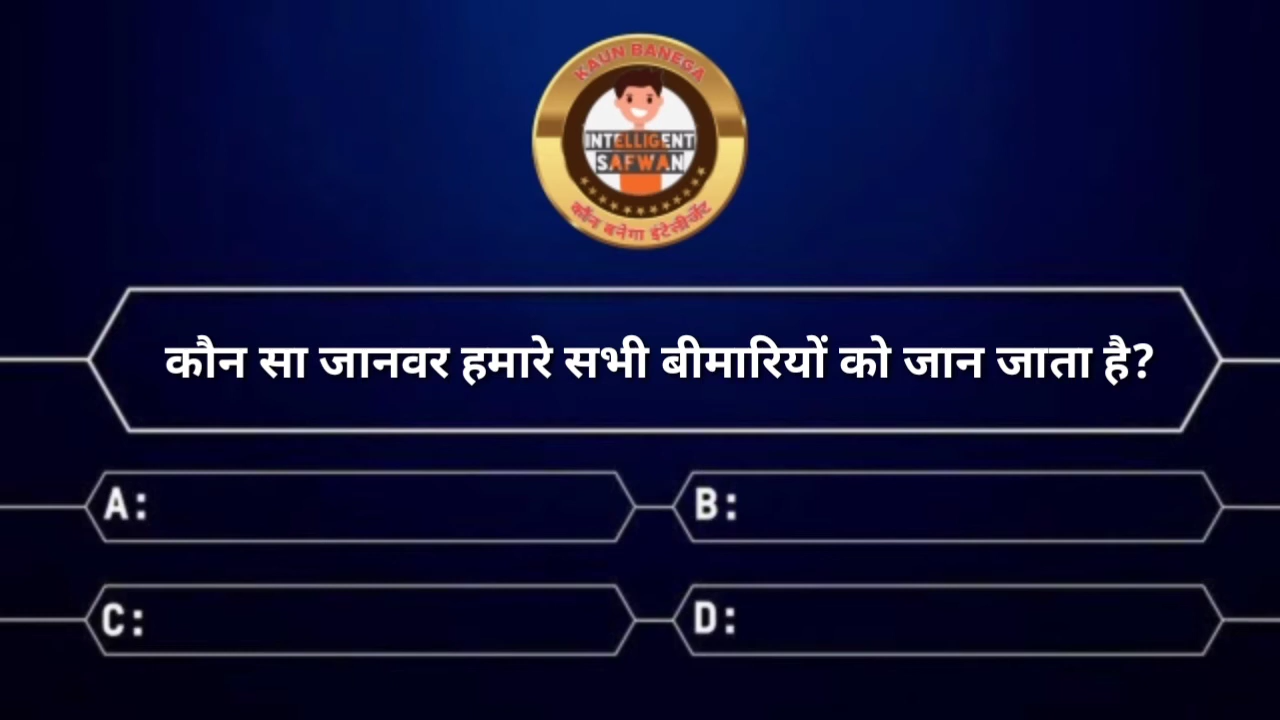 KAUN BANEGA
INTELLIGENT
SAFWAN
कौन बनेगा इंटेलीजेंट
कौन सा जानवर हमारे सभी बीमारियों को जान जाता है?
A:
B:
C:
D: